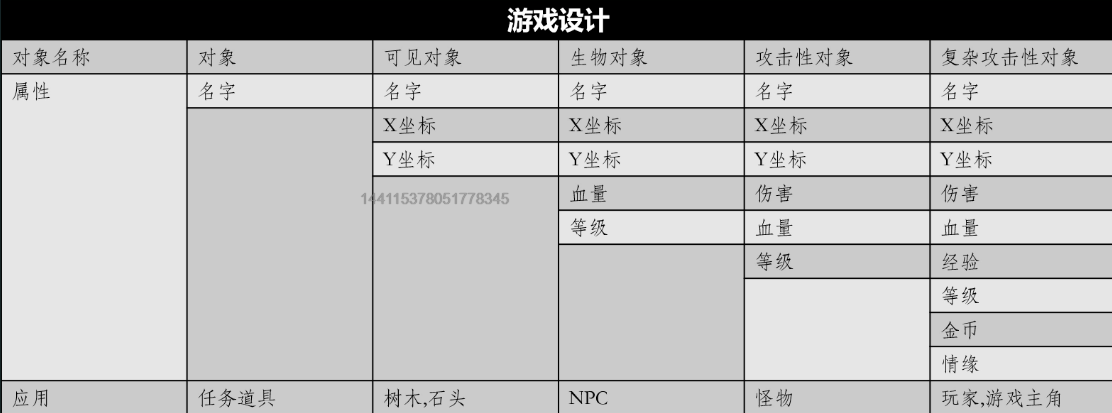 游戏设计
对象名称 对象 可见对象 生物对象 攻击性对象 复杂攻击性对象
属性 名字 名字 名字 名字 名字
X坐标 X坐标 X坐标 X坐标
Y坐标 Y坐标 Y坐标 Y坐标
144115378051778345 血量 伤害 伤害
等级 血量 血量
等级 经验
等级
金币
情缘
应用 任务道具 树木,石头 NPC 怪物 玩家,游戏主角